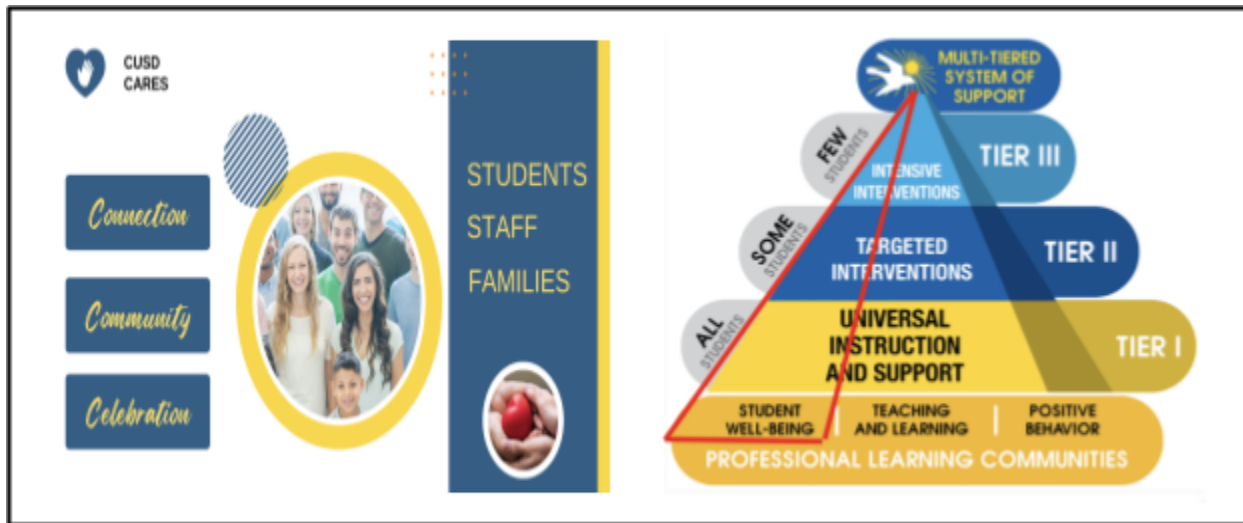 CUSD
CARES
Connection
Community
Celebration
STUDENTS
STAFF
FAMILIES
MULTI-TIERED
SYSTEM OF
SUPPORT
FEW
STUDENTS
INTENSIVE
INTERVENTIONS
TIER III
SOME
STUDENTS
TARGETED
INTERVENTIONS
TIER II
ALL
STUDENTS
UNIVERSAL
INSTRUCTION
AND SUPPORT
TIER I
STUDENT
WELL-BEING
TEACHING
AND LEARNING
POSITIVE
BEHAVIOR
PROFESSIONAL LEARNING COMMUNITIES